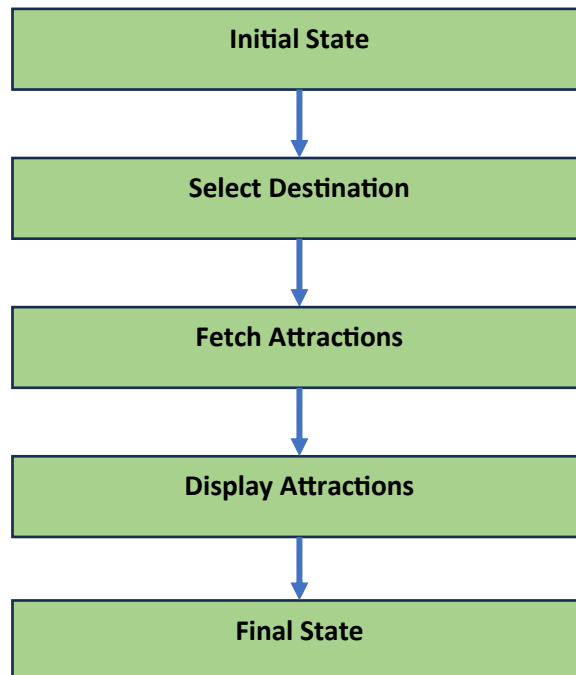 Initial State
Select Destination
Fetch Attractions
Display Attractions
Final State